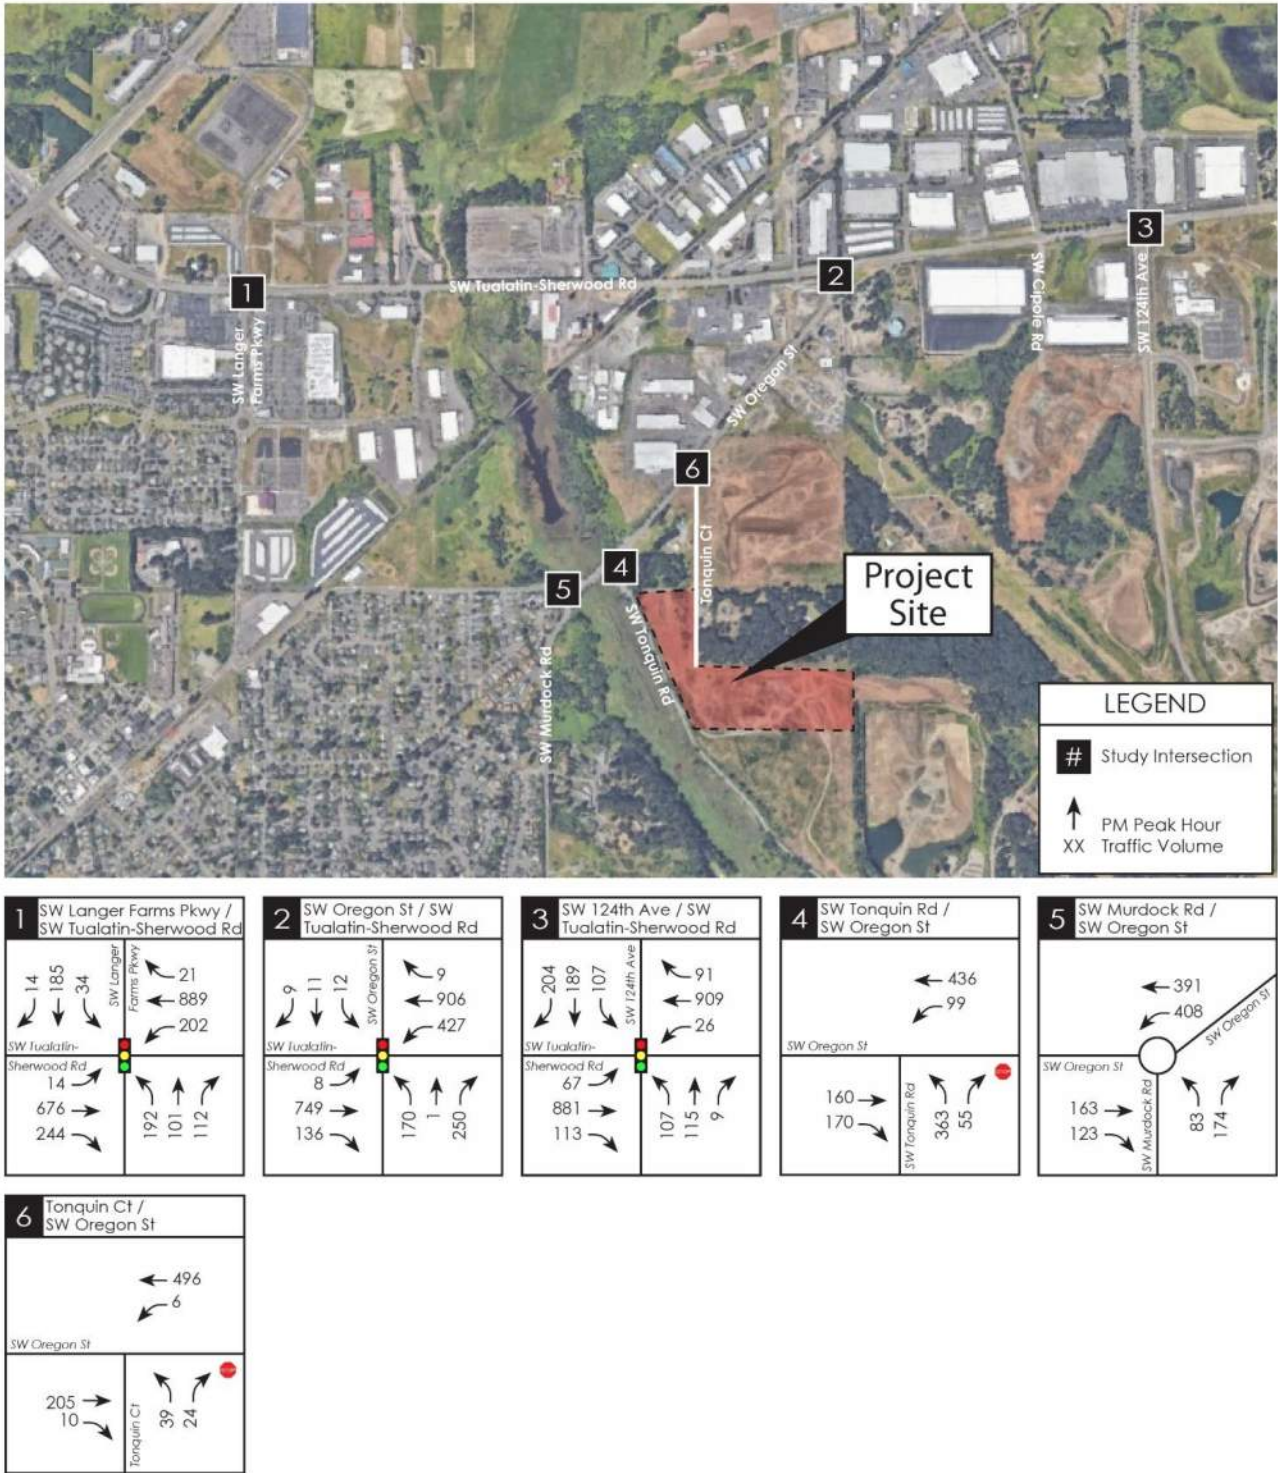 1
SW Langer
Farms Pkwy
SW Tualatin-Sherwood Rd
2
3
SW Cipole Rd
SW 124th Ave
SW Oregon St
6
Tonquin Ct
4
5
SW Tonquin Rd
SW Murdock Rd
Project
Site
LEGEND
# Study Intersection
PM Peak Hour
XX Traffic Volume
1 SW Langer Farms Pkwy /
SW Tualatin-Sherwood Rd
14 185 34
SW Langer
Farms Pkwy
21
889
202
SW Tualatin-
Sherwood Rd
14
676
244
192 101 112
2 SW Oregon St / SW
Tualatin-Sherwood Rd
9 11 12
SW Oregon St
9
906
427
SW Tualatin-
Sherwood Rd
8
749
136
170 1 250
3 SW 124th Ave / SW
Tualatin-Sherwood Rd
204 189 107
SW 124th Ave
91
909
26
SW Tualatin-
Sherwood Rd
67
881
113
107 115 9
4 SW Tonquin Rd /
SW Oregon St
436
99
SW Oregon St
160
170
SW Tonquin Rd
363 55
STOP
5 SW Murdock Rd /
SW Oregon St
391
408
SW Oregon St
SW Oregon St
163
123
SW Murdock Rd
83 174
6 Tonquin Ct /
SW Oregon St
496
6
SW Oregon St
205
10
Tonquin Ct
39 24
STOP